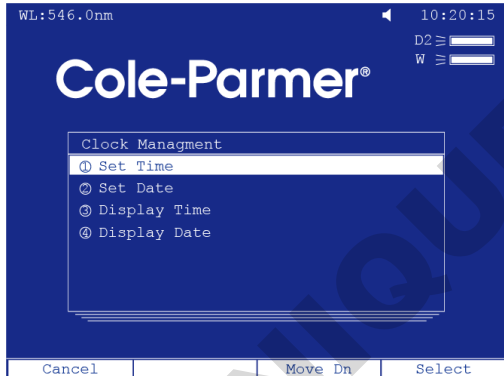 WL:546.0nm 10:20:15
D2
W
Cole-Parmer®
Clock Managment
① Set Time
② Set Date
③ Display Time
④ Display Date
Cancel Move Dn Select